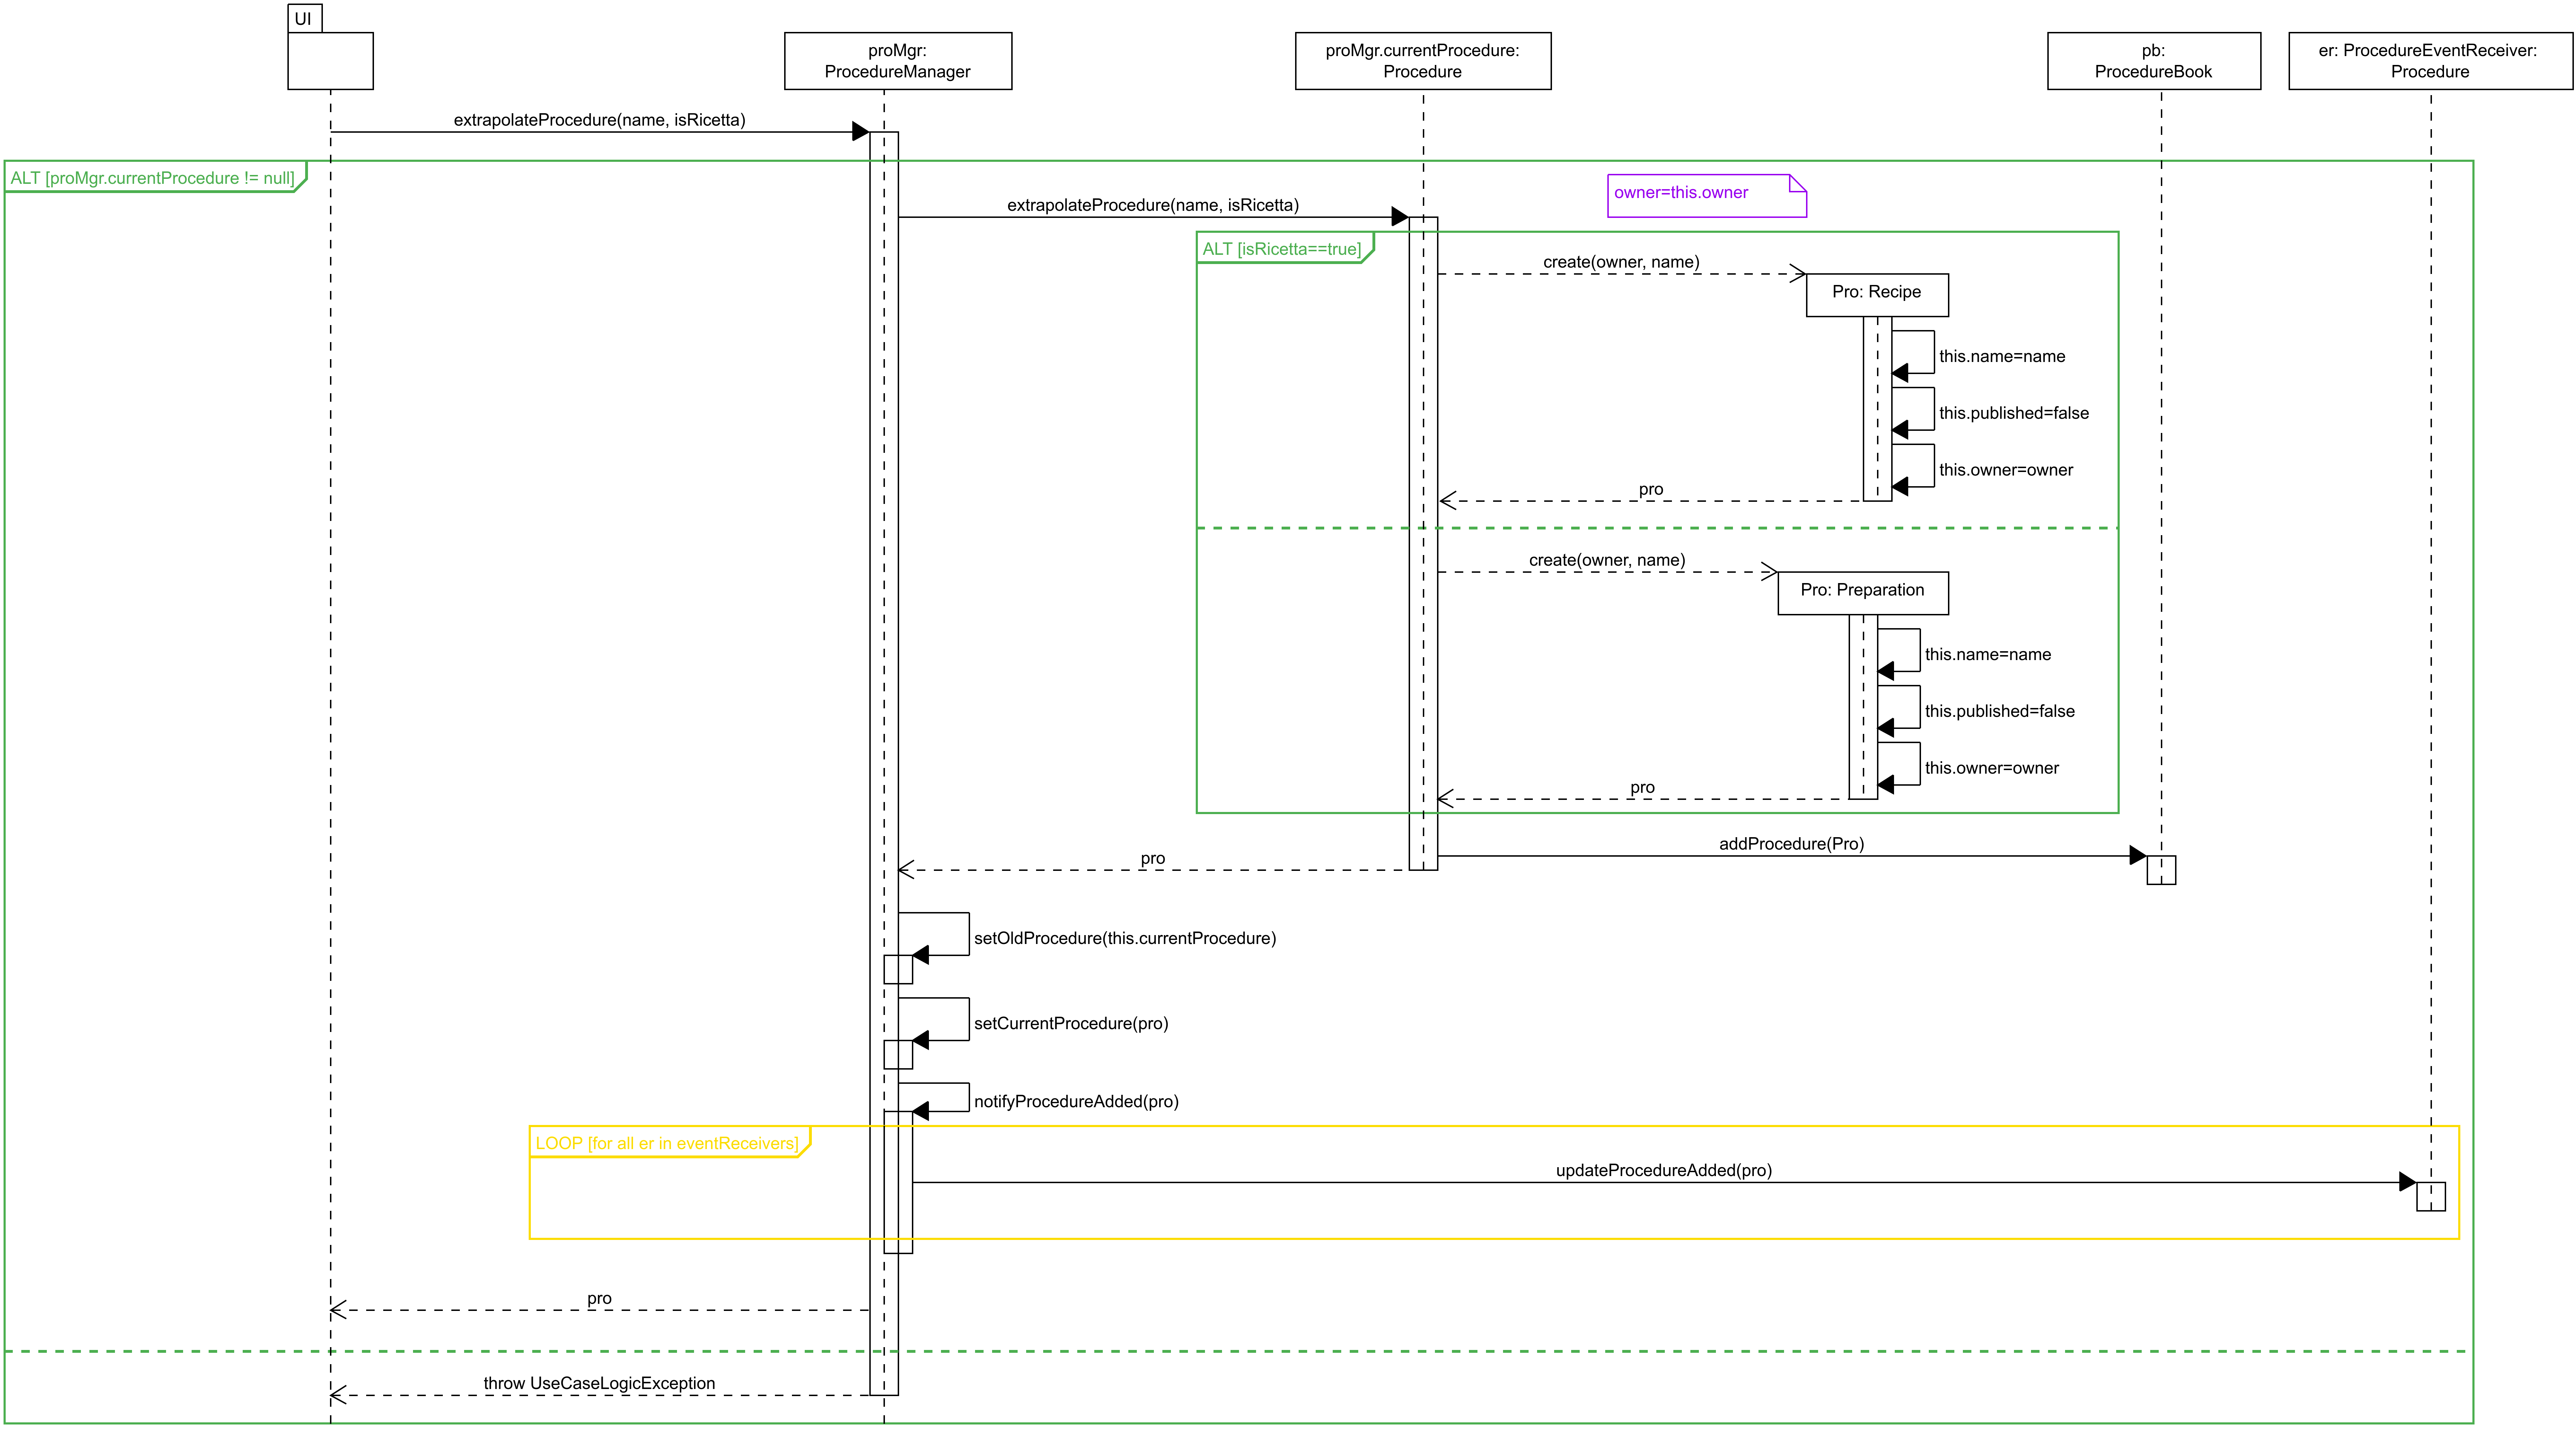 UI
proMgr:
ProcedureManager
proMgr.currentProcedure:
Procedure
pb:
ProcedureBook
er: ProcedureEventReceiver:
Procedure
extrapolateProcedure(name, isRicetta)
ALT [proMgr.currentProcedure != null]
owner=this.owner
extrapolateProcedure(name, isRicetta)
ALT [isRicetta==true]
create(owner, name)
Pro: Recipe
this.name=name
this.published=false
this.owner=owner
pro
create(owner, name)
Pro: Preparation
this.name=name
this.published=false
this.owner=owner
pro
addProcedure(Pro)
pro
setOldProcedure(this.currentProcedure)
setCurrentProcedure(pro)
notifyProcedureAdded(pro)
LOOP [for all er in eventReceivers]
updateProcedureAdded(pro)
pro
throw UseCaseLogicException